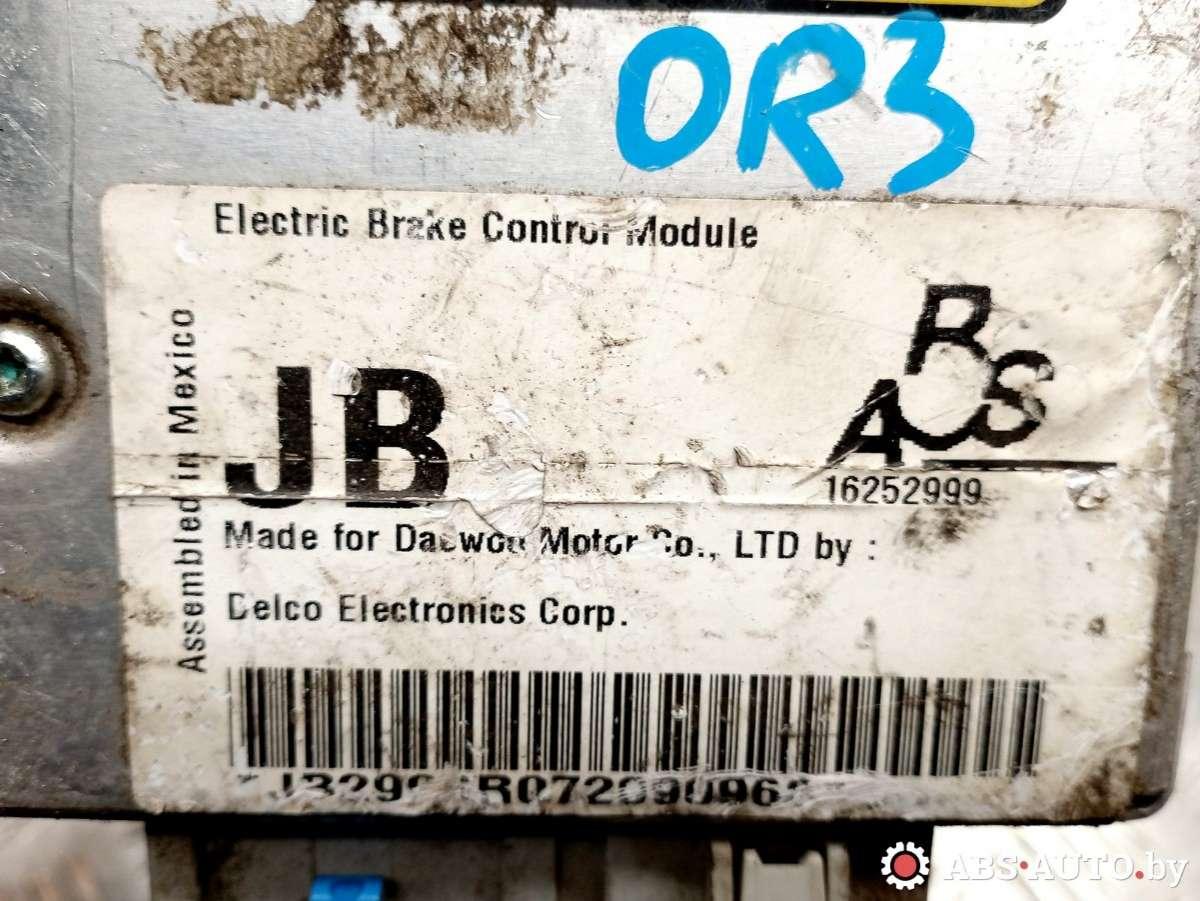 OR3
Electric Brake Control Module
Assembled in Mexico
JB
ABS
16252999
Made for Daewoo Motor Co., LTD by :
Delco Electronics Corp.
ABS-AUTO.by